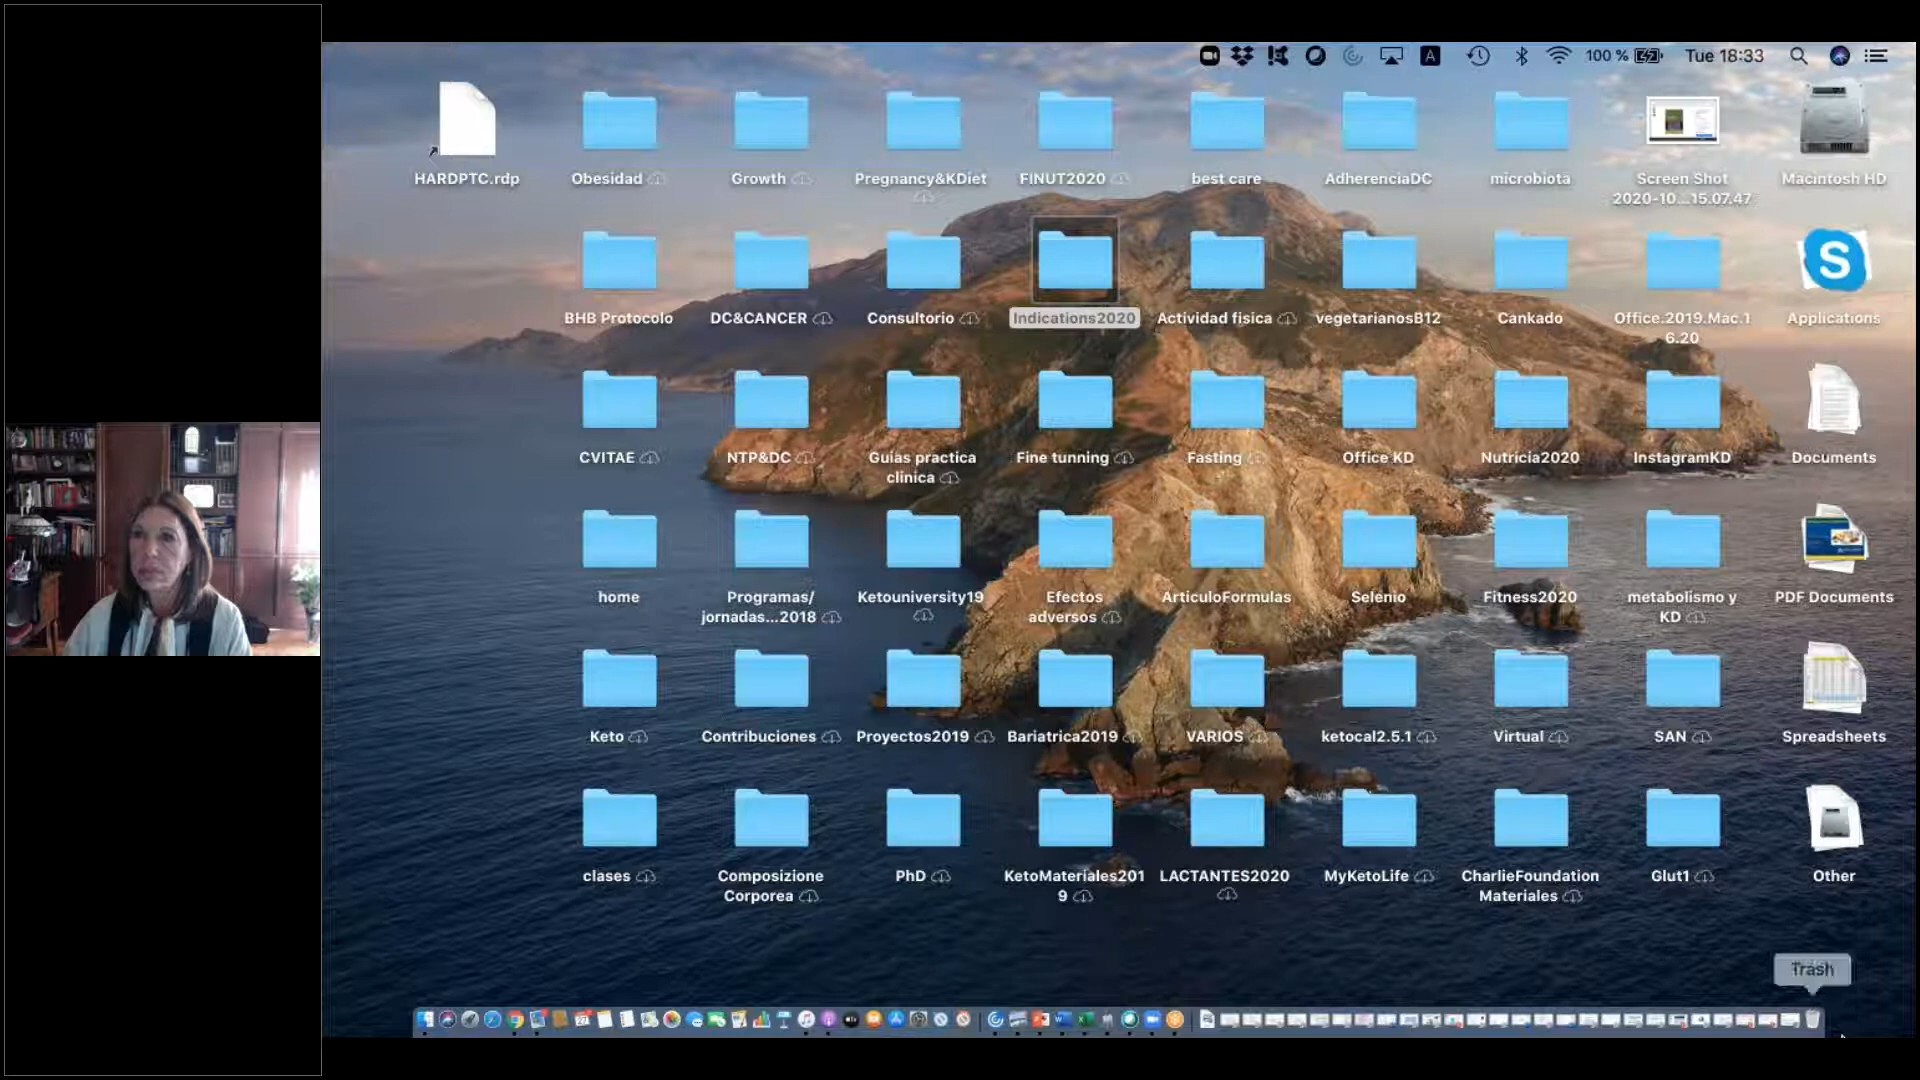 100 % Tue 18:33
HARDPTC.rdp
Obesidad
Growth
Pregnancy&KDiet
FINUT2020
best care
AdherenciaDC
microbiota
Screen Shot
2020-10...15.07.47
Macintosh HD
BHB Protocolo
DC&CANCER
Consultorio
Indications2020
Actividad fisica
vegetarianosB12
Cankado
Office.2019.Mac.1
6.20
Applications
CVITAE
NTP&DC
Guias practica
clinica
Fine tunning
Fasting
Office KD
Nutricia2020
InstagramKD
Documents
home
Programas/
jornadas...2018
Ketouniversity19
Efectos
adversos
ArticuloFormulas
Selenio
Fitness2020
metabolismo y
KD
PDF Documents
Keto
Contribuciones
Proyectos2019
Bariatrica2019
VARIOS
ketocal2.5.1
Virtual
SAN
Spreadsheets
clases
Composizione
Corporea
PhD
KetoMateriales201
9
LACTANTES2020
MyKetoLife
CharlieFoundation
Materiales
Glut1
Other
Trash